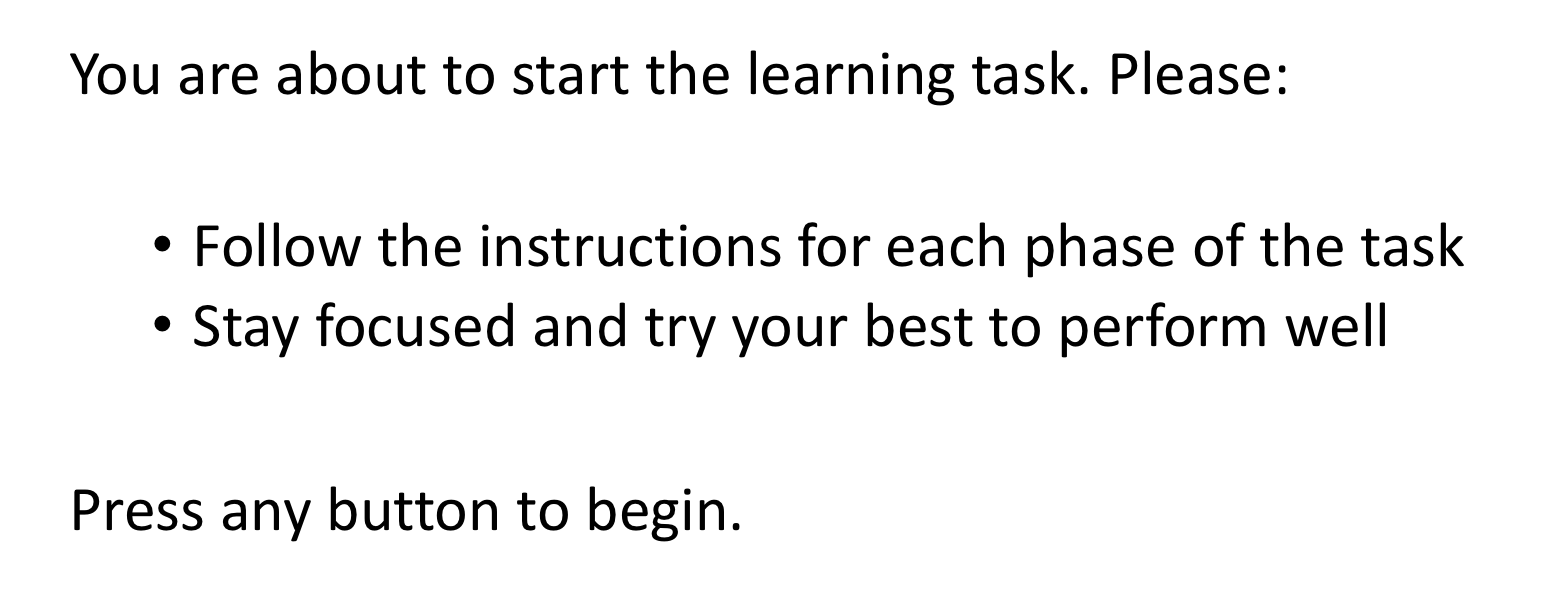 You are about to start the learning task. Please:
• Follow the instructions for each phase of the task
• Stay focused and try your best to perform well
Press any button to begin.